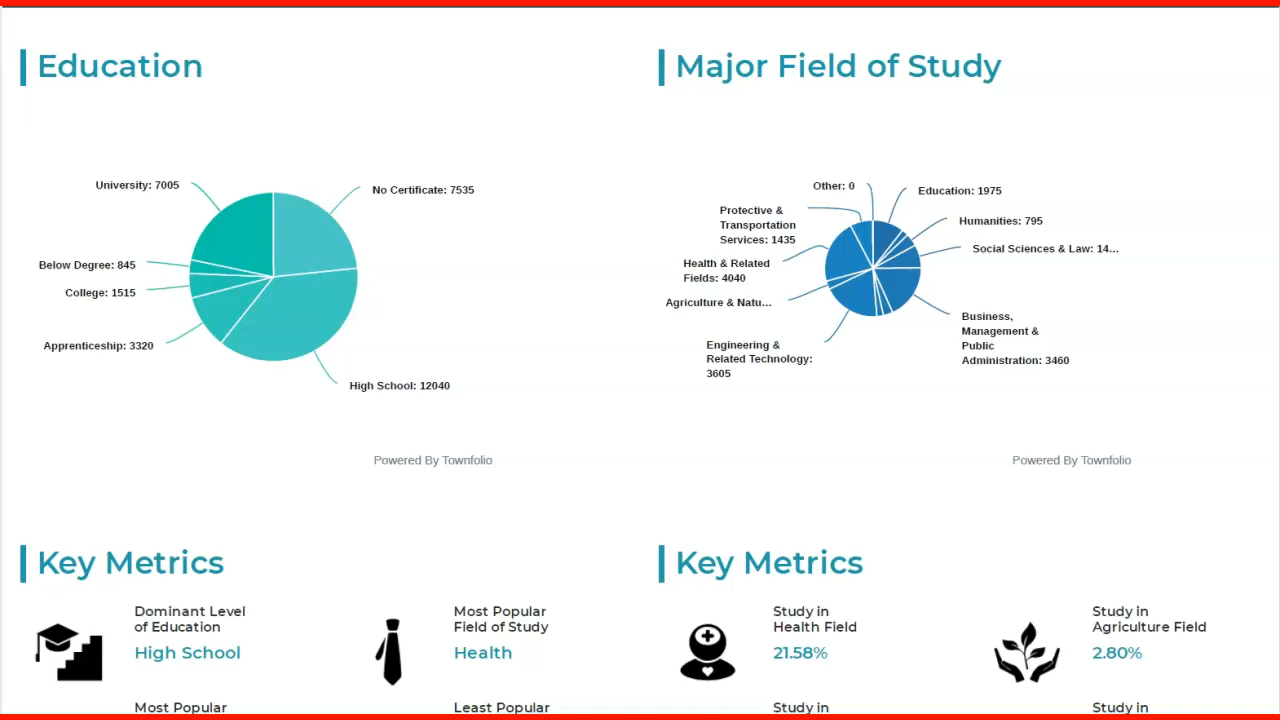 Education
University: 7005
No Certificate: 7535
Below Degree: 845
College: 1515
Apprenticeship: 3320
High School: 12040
Powered By Townfolio
Major Field of Study
Other: 0
Education: 1975
Protective &
Transportation
Services: 1435
Humanities: 795
Social Sciences & Law: 14...
Health & Related
Fields: 4040
Agriculture & Natu...
Business,
Management &
Public
Administration: 3460
Engineering &
Related Technology:
3605
Powered By Townfolio
Key Metrics
Dominant Level
of Education
High School
Most Popular
Field of Study
Health
Most Popular
Least Popular
Key Metrics
Study in
Health Field
21.58%
Study in
Agriculture Field
2.80%
Study in
Study in